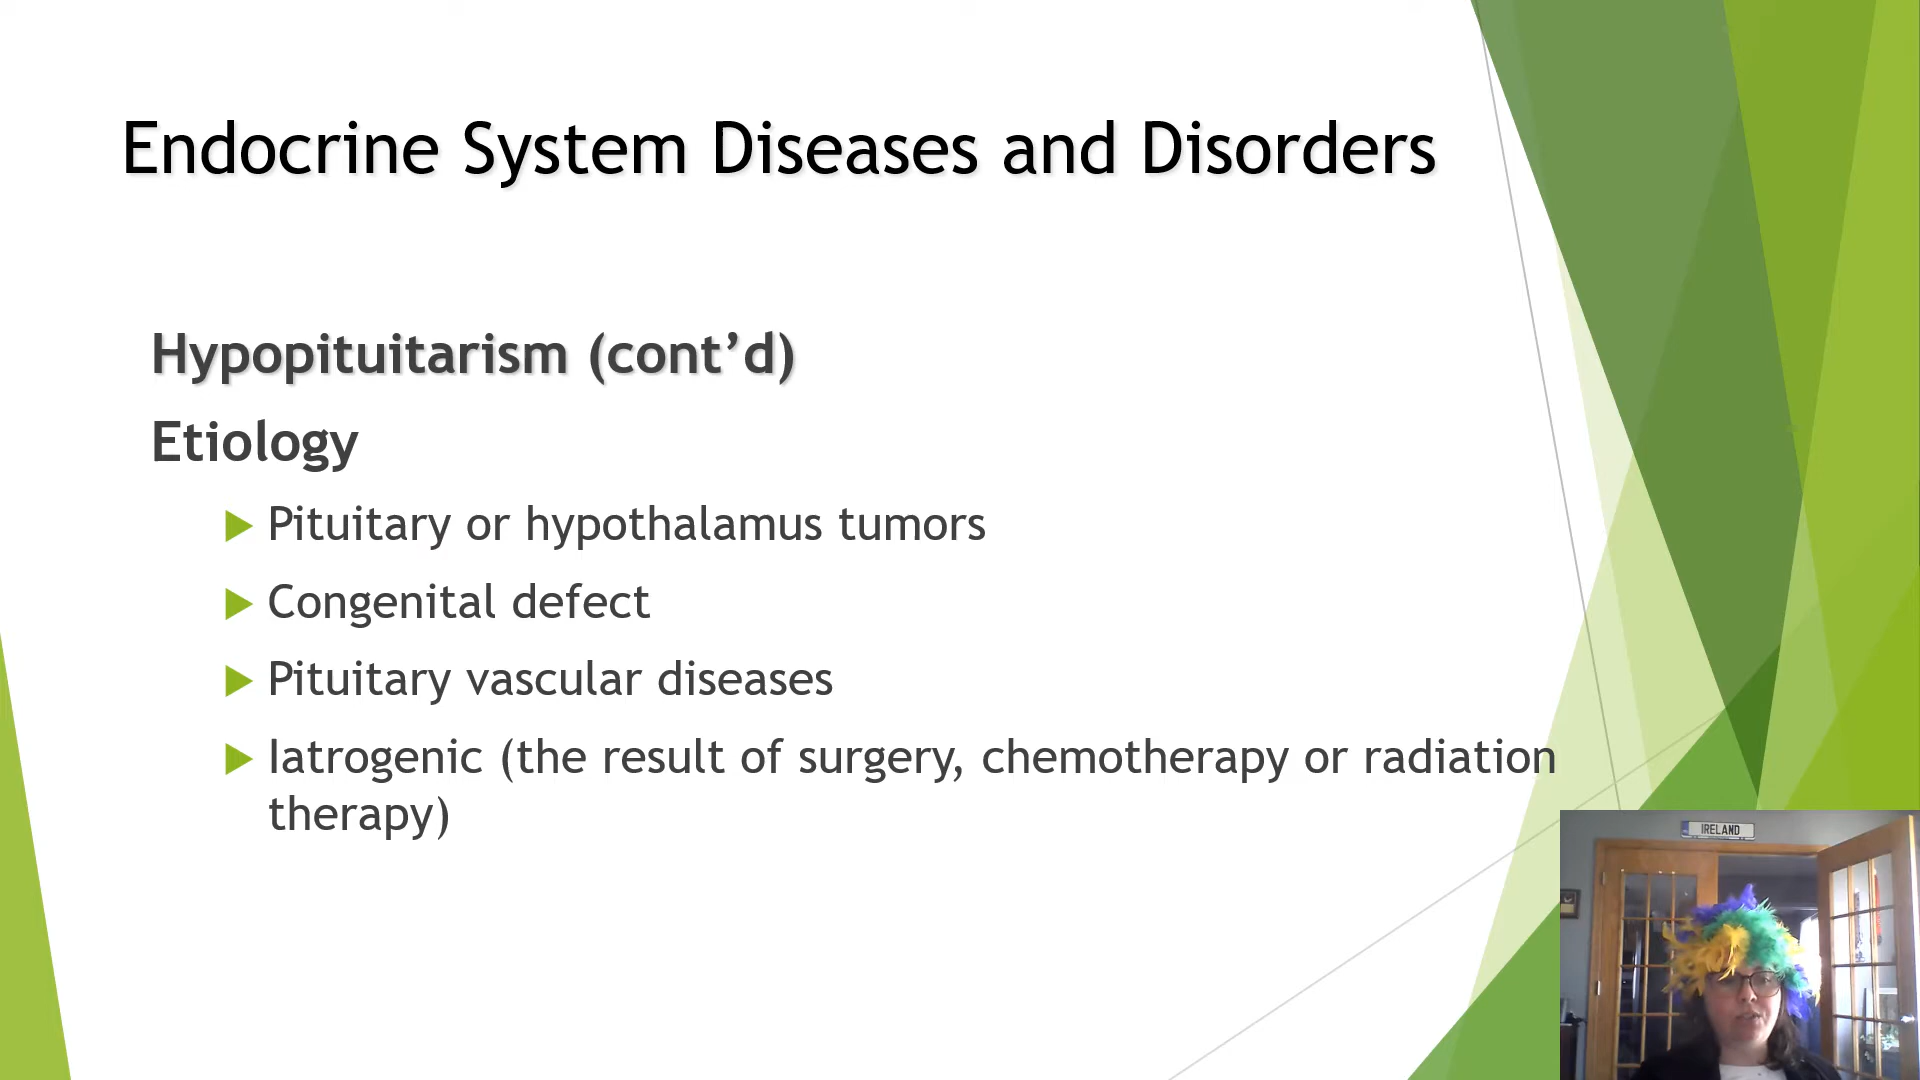 Endocrine System Diseases and Disorders
Hypopituitarism (cont’d)
Etiology
Pituitary or hypothalamus tumors
Congenital defect
Pituitary vascular diseases
Iatrogenic (the result of surgery, chemotherapy or radiation
therapy)
IRELAND